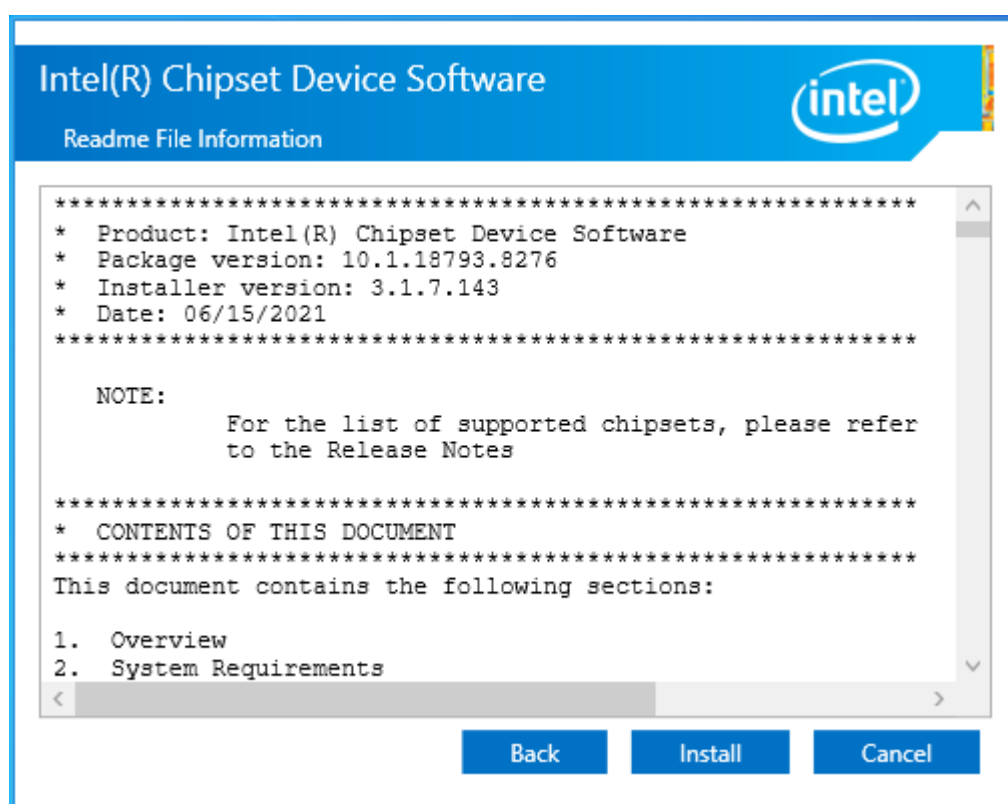 Intel(R) Chipset Device Software
intel
Readme File Information
************************************************************
*  Product: Intel(R) Chipset Device Software
*  Package version: 10.1.18793.8276
*  Installer version: 3.1.7.143
*  Date: 06/15/2021
************************************************************
NOTE:
For the list of supported chipsets, please refer
to the Release Notes
************************************************************
*  CONTENTS OF THIS DOCUMENT
************************************************************
This document contains the following sections:
1.  Overview
2.  System Requirements
Back
Install
Cancel